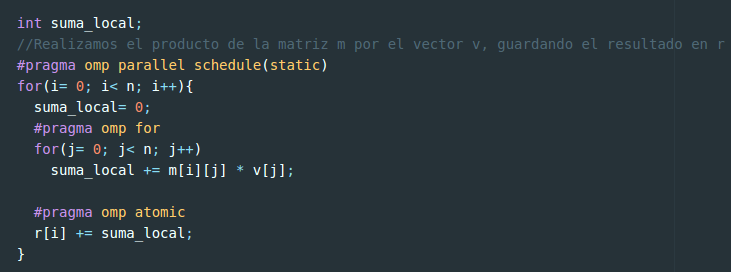 int suma_local;
//Realizamos el producto de la matriz m por el vector v, guardando el resultado en r
#pragma omp parallel schedule(static)
for(i= 0; i< n; i++){
  suma_local= 0;
  #pragma omp for
  for(j= 0; j< n; j++)
    suma_local += m[i][j] * v[j];

  #pragma omp atomic
  r[i] += suma_local;
}